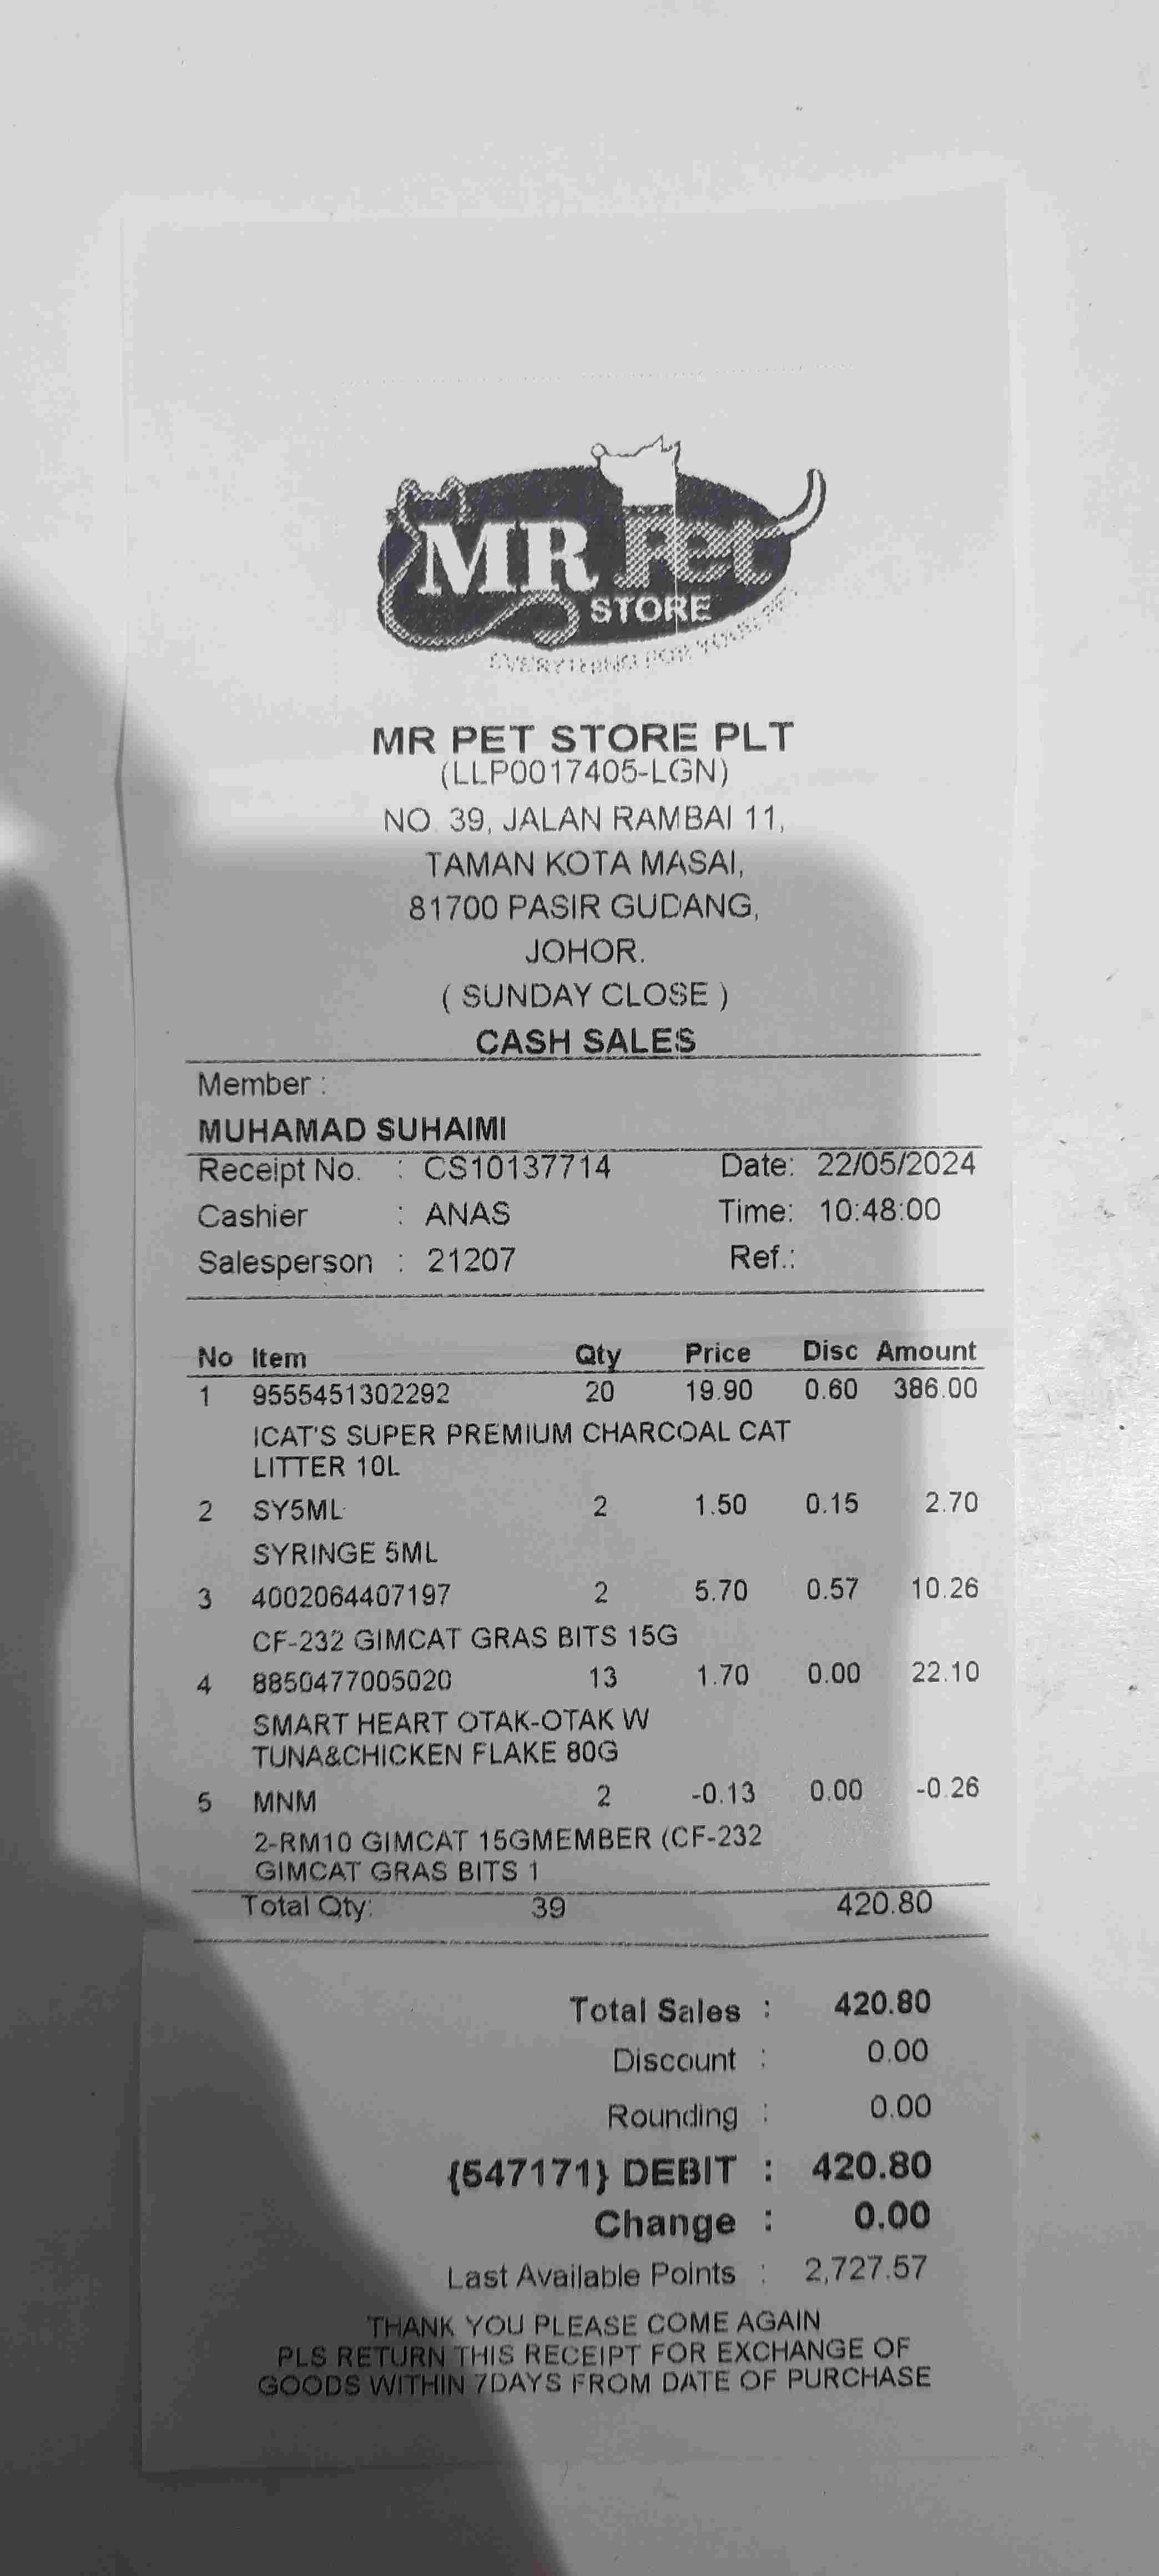 MR Pet
STORE
EVERYTHING FOR YOUR PET
MR PET STORE PLT
(LLP0017405-LGN)
NO. 39, JALAN RAMBAI 11,
TAMAN KOTA MASAI,
81700 PASIR GUDANG,
JOHOR.
( SUNDAY CLOSE )
CASH SALES
Member :
MUHAMAD SUHAIMI
Receipt No. : CS10137714 Date: 22/05/2024
Cashier : ANAS Time: 10:48:00
Salesperson : 21207 Ref.:
No Item Qty Price Disc Amount
1 9555451302292 20 19.90 0.60 386.00
ICAT'S SUPER PREMIUM CHARCOAL CAT
LITTER 10L
2 SY5ML 2 1.50 0.15 2.70
SYRINGE 5ML
3 4002064407197 2 5.70 0.57 10.26
CF-232 GIMCAT GRAS BITS 15G
4 8850477005020 13 1.70 0.00 22.10
SMART HEART OTAK-OTAK W
TUNA&CHICKEN FLAKE 80G
5 MNM 2 -0.13 0.00 -0.26
2-RM10 GIMCAT 15GMEMBER (CF-232
GIMCAT GRAS BITS 1
Total Qty: 39 420.80
Total Sales : 420.80
Discount : 0.00
Rounding : 0.00
{547171} DEBIT : 420.80
Change : 0.00
Last Available Points : 2,727.57
THANK YOU PLEASE COME AGAIN
PLS RETURN THIS RECEIPT FOR EXCHANGE OF
GOODS WITHIN 7DAYS FROM DATE OF PURCHASE